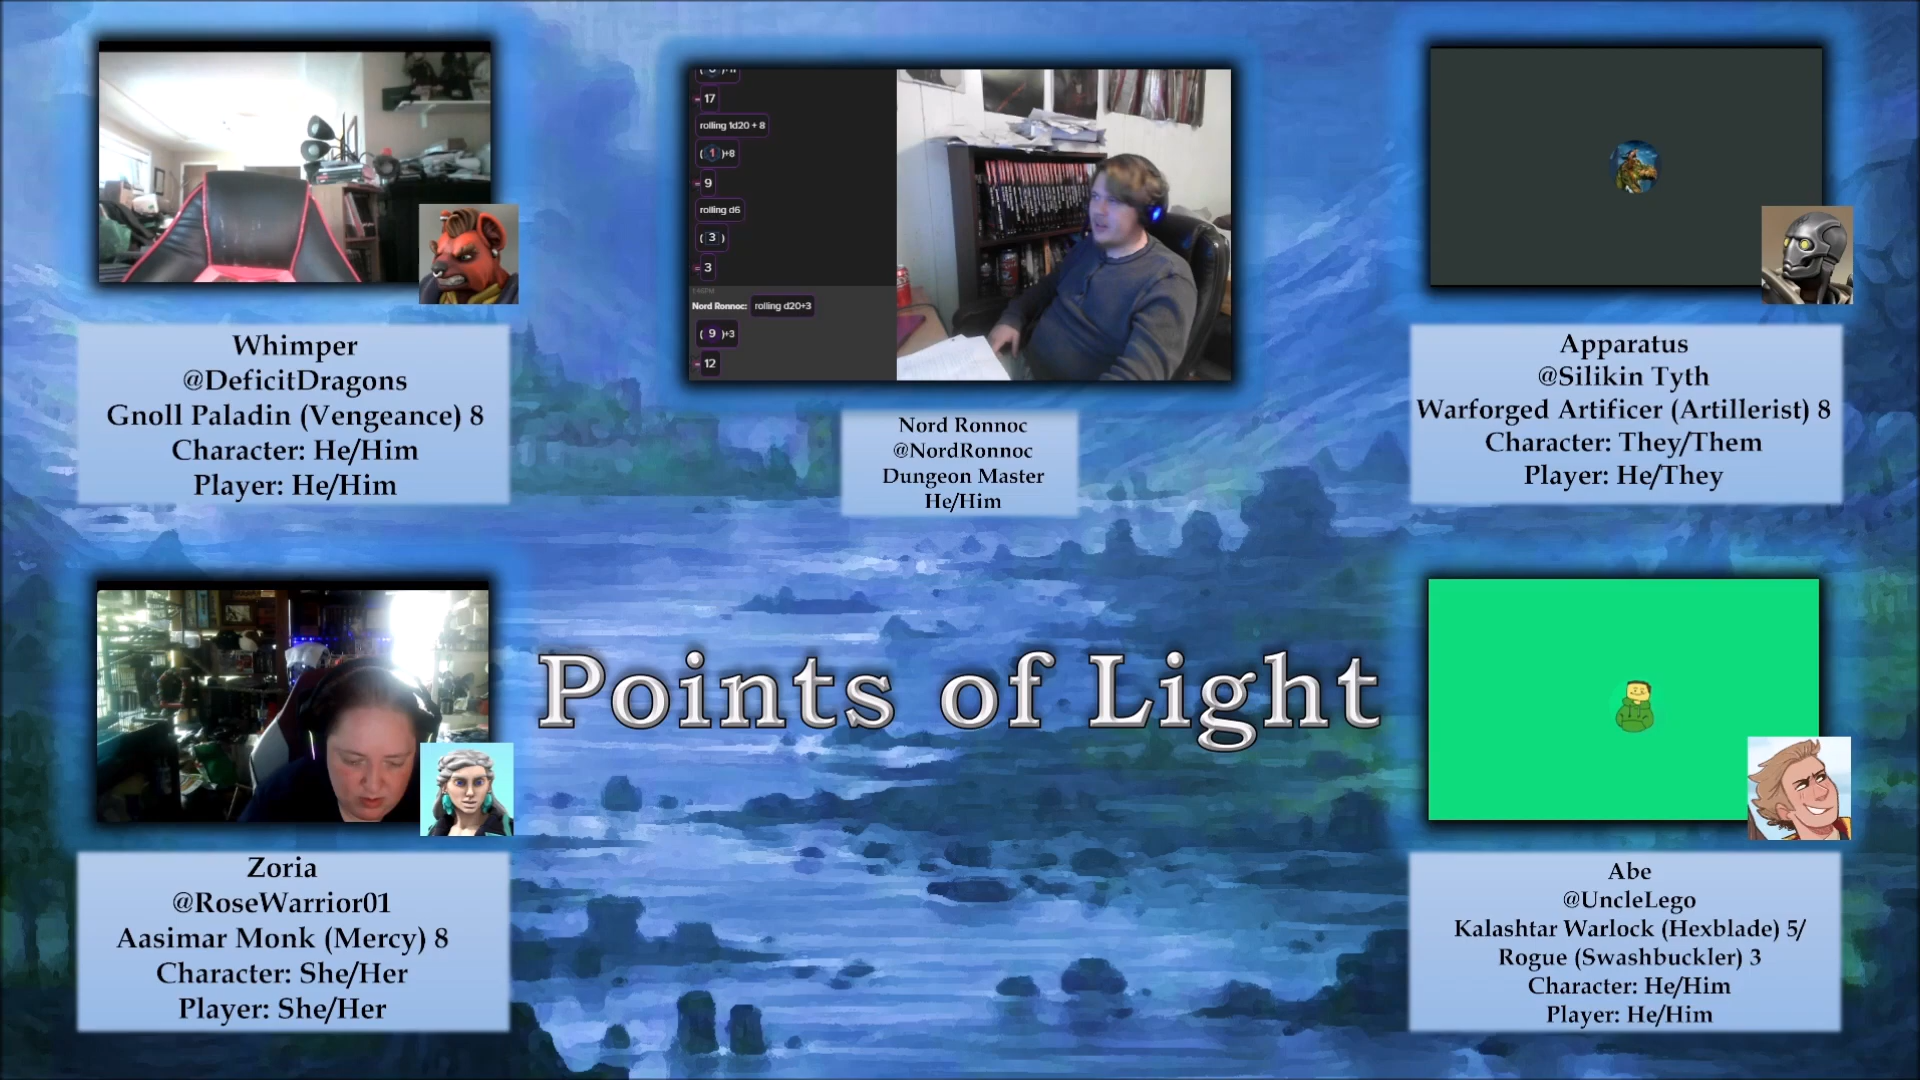 = 17
rolling 1d20 + 8
( 1 )+8
= 9
rolling d6
( 3 )
= 3
Nord Ronnoc: rolling d20+3
( 9 )+3
= 12
Whimper
@DeficitDragons
Gnoll Paladin (Vengeance) 8
Character: He/Him
Player: He/Him
Nord Ronnoc
@NordRonnoc
Dungeon Master
He/Him
Apparatus
@Silikin Tyth
Warforged Artificer (Artillerist) 8
Character: They/Them
Player: He/They
Points of Light
Zoria
@RoseWarrior01
Aasimar Monk (Mercy) 8
Character: She/Her
Player: She/Her
Abe
@UncleLego
Kalashtar Warlock (Hexblade) 5/
Rogue (Swashbuckler) 3
Character: He/Him
Player: He/Him